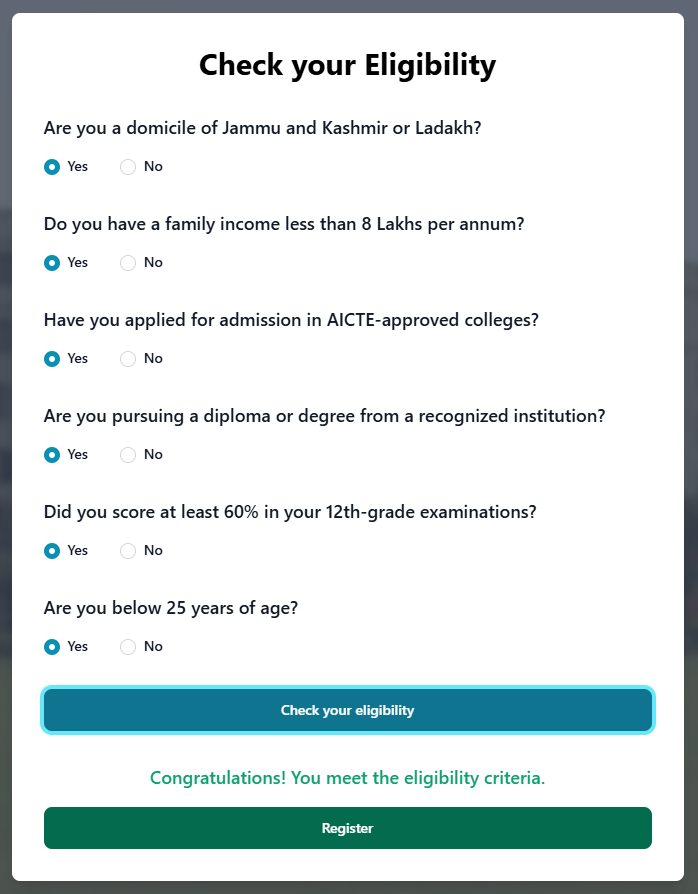 Check your Eligibility
Are you a domicile of Jammu and Kashmir or Ladakh?
Yes No
Do you have a family income less than 8 Lakhs per annum?
Yes No
Have you applied for admission in AICTE-approved colleges?
Yes No
Are you pursuing a diploma or degree from a recognized institution?
Yes No
Did you score at least 60% in your 12th-grade examinations?
Yes No
Are you below 25 years of age?
Yes No
Check your eligibility
Congratulations! You meet the eligibility criteria.
Register